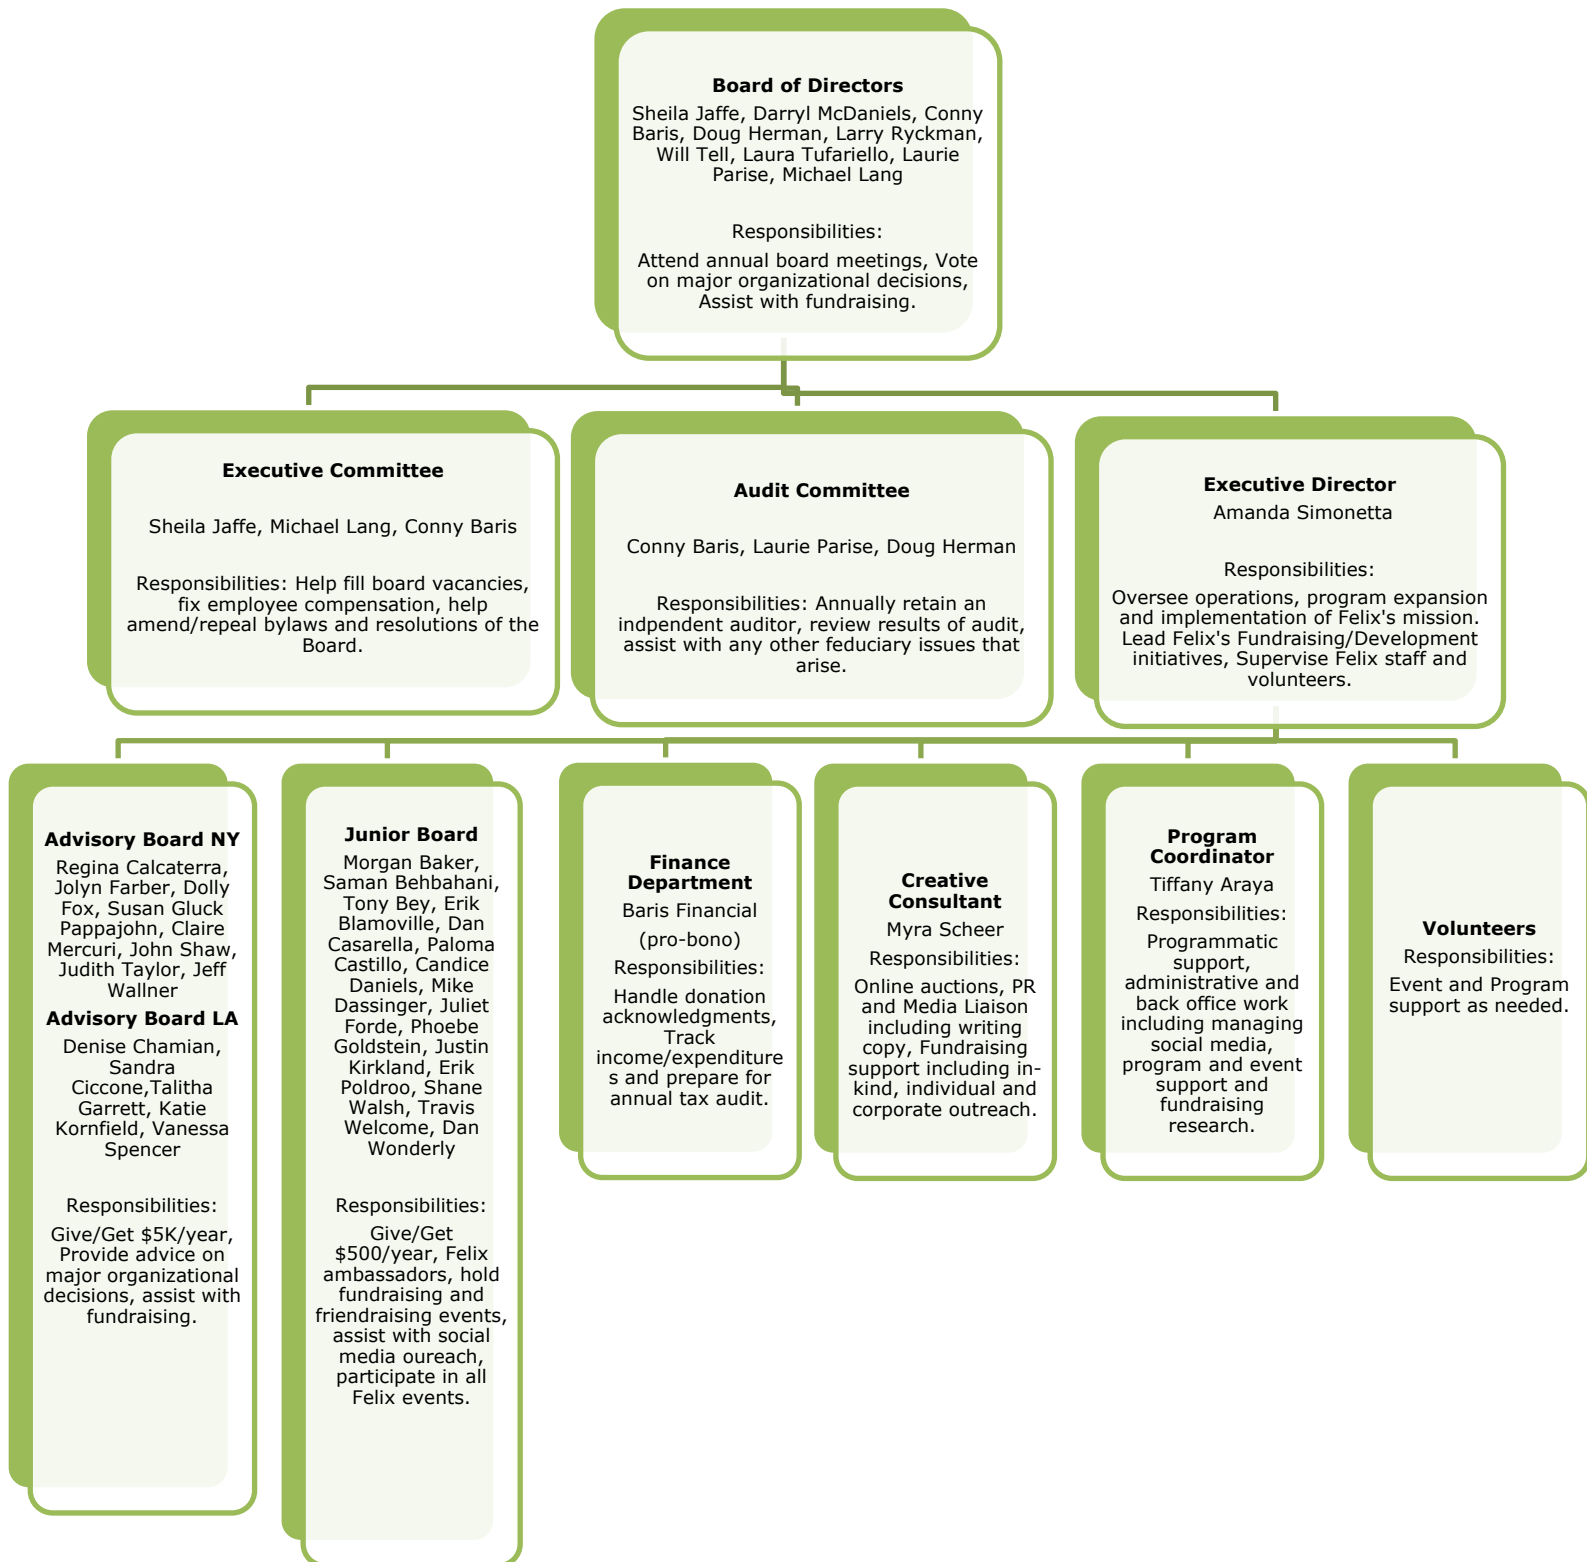 Board of Directors
Sheila Jaffe, Darryl McDaniels, Conny
Baris, Doug Herman, Larry Ryckman,
Will Tell, Laura Tufariello, Laurie
Parise, Michael Lang
Responsibilities:
Attend annual board meetings, Vote
on major organizational decisions,
Assist with fundraising.
Executive Committee
Sheila Jaffe, Michael Lang, Conny Baris
Responsibilities: Help fill board vacancies,
fix employee compensation, help
amend/repeal bylaws and resolutions of the
Board.
Audit Committee
Conny Baris, Laurie Parise, Doug Herman
Responsibilities: Annually retain an
indpendent auditor, review results of audit,
assist with any other feduciary issues that
arise.
Executive Director
Amanda Simonetta
Responsibilities:
Oversee operations, program expansion
and implementation of Felix's mission.
Lead Felix's Fundraising/Development
initiatives, Supervise Felix staff and
volunteers.
Advisory Board NY
Regina Calcaterra,
Jolyn Farber, Dolly
Fox, Susan Gluck
Pappajohn, Claire
Mercuri, John Shaw,
Judith Taylor, Jeff
Wallner
Advisory Board LA
Denise Chamian,
Sandra
Ciccone,Talitha
Garrett, Katie
Kornfield, Vanessa
Spencer
Responsibilities:
Give/Get $5K/year,
Provide advice on
major organizational
decisions, assist with
fundraising.
Junior Board
Morgan Baker,
Saman Behbahani,
Tony Bey, Erik
Blamoville, Dan
Casarella, Paloma
Castillo, Candice
Daniels, Mike
Dassinger, Juliet
Forde, Phoebe
Goldstein, Justin
Kirkland, Erik
Poldroo, Shane
Walsh, Travis
Welcome, Dan
Wonderly
Responsibilities:
Give/Get
$500/year, Felix
ambassadors, hold
fundraising and
friendraising events,
assist with social
media oureach,
participate in all
Felix events.
Finance
Department
Baris Financial
(pro-bono)
Responsibilities:
Handle donation
acknowledgments,
Track
income/expenditure
s and prepare for
annual tax audit.
Creative
Consultant
Myra Scheer
Responsibilities:
Online auctions, PR
and Media Liaison
including writing
copy, Fundraising
support including in-
kind, individual and
corporate outreach.
Program
Coordinator
Tiffany Araya
Responsibilities:
Programmatic
support,
administrative and
back office work
including managing
social media,
program and event
support and
fundraising
research.
Volunteers
Responsibilities:
Event and Program
support as needed.